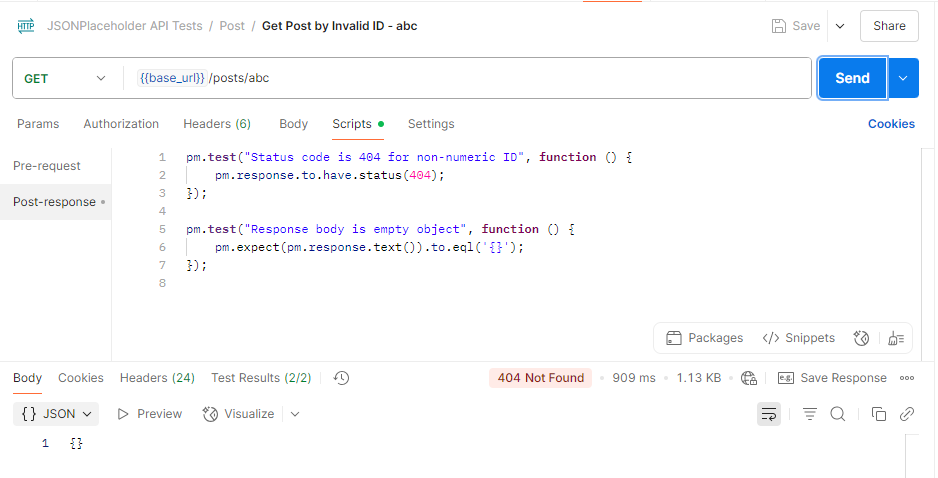 HTTP JSONPlaceholder API Tests / Post / Get Post by Invalid ID - abc Save Share
GET {{base_url}}/posts/abc Send
Params Authorization Headers (6) Body Scripts Settings Cookies
Pre-request
Post-response
1 pm.test("Status code is 404 for non-numeric ID", function () {
2 pm.response.to.have.status(404);
3 });
4
5 pm.test("Response body is empty object", function () {
6 pm.expect(pm.response.text()).to.eql('{}');
7 });
8
Packages </> Snippets
Body Cookies Headers (24) Test Results (2/2) 404 Not Found • 909 ms • 1.13 KB • e.g. Save Response
{} JSON Preview Visualize
1 {}